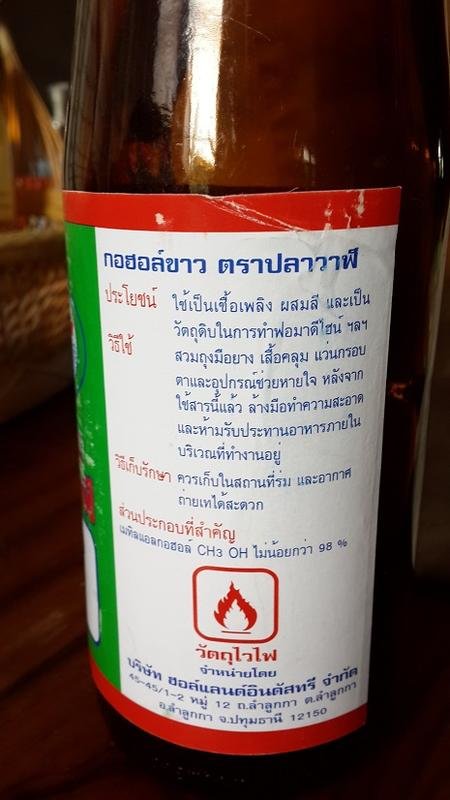 กอฮอล์ขาว ตราปลาวาฬ
ประโยชน์ ใช้เป็นเชื้อเพลิง ผสมสี และเป็น
วัตถุดิบในการทำฟอมาดีไฮน์ ฯลฯ
วิธีใช้ สวมถุงมือยาง เสื้อคลุม แว่นกรอบ
ตาและอุปกรณ์ช่วยหายใจ หลังจาก
ใช้สารนี้แล้ว ล้างมือทำความสะอาด
และห้ามรับประทานอาหารภายใน
บริเวณที่ทำงานอยู่
วิธีเก็บรักษา ควรเก็บในสถานที่ร่ม และอากาศ
ถ่ายเทได้สะดวก
ส่วนประกอบที่สำคัญ
เมทิลแอลกอฮอล์ CH3 OH ไม่น้อยกว่า 98 %
วัตถุไวไฟ
จำหน่ายโดย
บริษัท ฮอล์แลนด์อินดัสทรี จำกัด
45-45/1-2 หมู่ 12 ถ.ลำลูกกา ต.ลำลูกกา
อ.ลำลูกกา จ.ปทุมธานี 12150